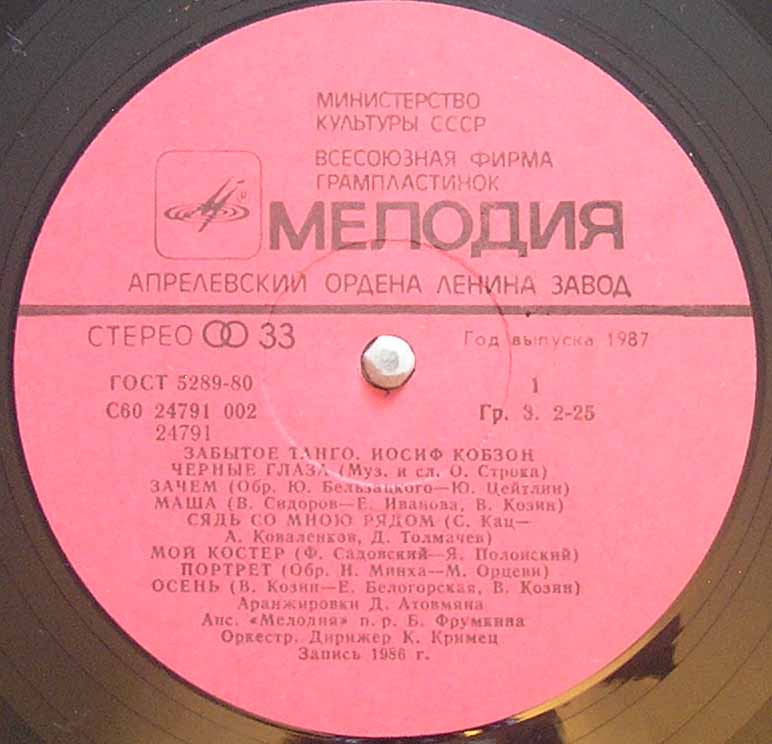 МИНИСТЕРСТВО
КУЛЬТУРЫ СССР
ВСЕСОЮЗНАЯ ФИРМА
ГРАМПЛАСТИНОК
МЕЛОДИЯ
АПРЕЛЕВСКИЙ ОРДЕНА ЛЕНИНА ЗАВОД
СТЕРЕО 33 Год выпуска 1987
ГОСТ 5289-80 1
С60 24791 002 Гр. 3. 2-25
24791
ЗАБЫТОЕ ТАНГО. ИОСИФ КОБЗОН
ЧЕРНЫЕ ГЛАЗА (Муз. и сл. О. Строка)
ЗАЧЕМ (Обр. Ю. Бельзацкого—Ю. Цейтлин)
МАША (В. Сидоров—Е. Иванова, В. Козин)
СЯДЬ СО МНОЮ РЯДОМ (С. Кац—
А. Коваленков, Д. Толмачев)
МОЙ КОСТЕР (Ф. Садовский—Я. Полонский)
ПОРТРЕТ (Обр. Н. Минха—М. Орцеви)
ОСЕНЬ (В. Козин—Е. Белогорская, В. Козин)
Аранжировки Д. Атовмяна
Анс. «Мелодия» п. р. Б. Фрумкина
Оркестр. Дирижер К. Кримец
Запись 1986 г.